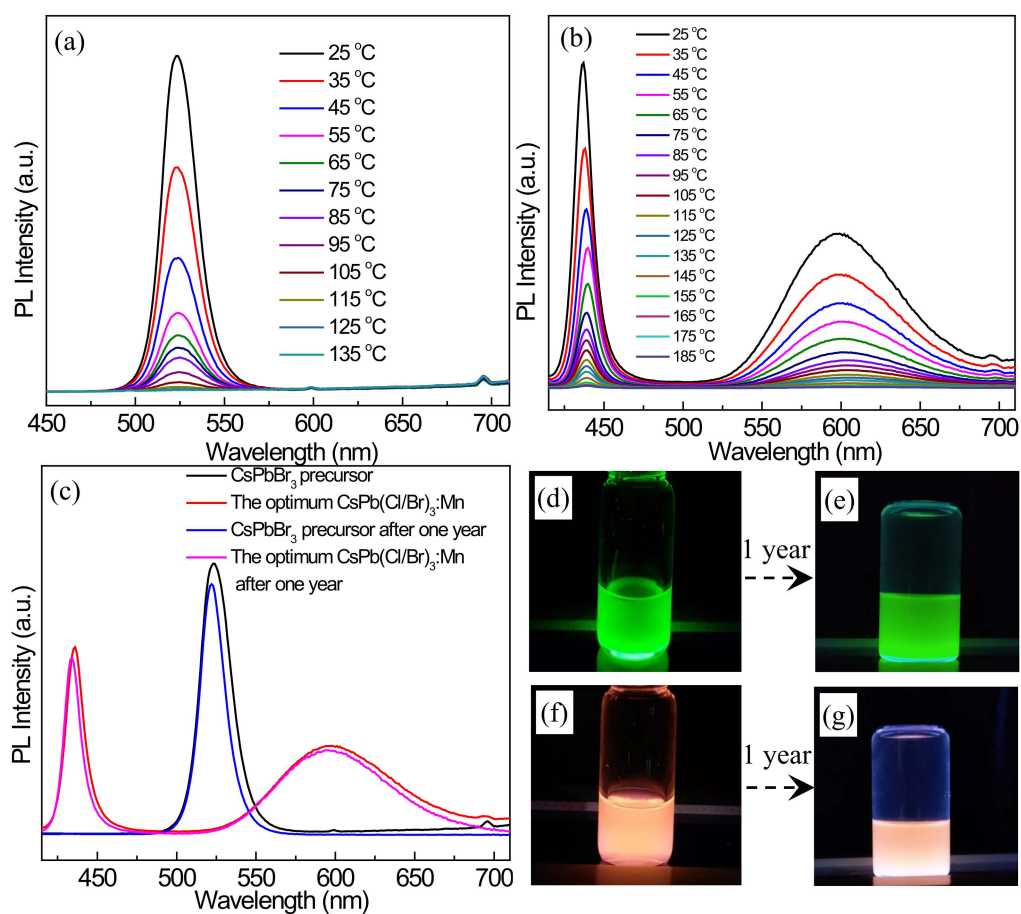 (a)
25 °C
35 °C
45 °C
55 °C
65 °C
75 °C
85 °C
95 °C
105 °C
115 °C
125 °C
135 °C
PL Intensity (a.u.)
450 500 550 600 650 700
Wavelength (nm)
(b)
25 °C
35 °C
45 °C
55 °C
65 °C
75 °C
85 °C
95 °C
105 °C
115 °C
125 °C
135 °C
145 °C
155 °C
165 °C
175 °C
185 °C
PL Intensity (a.u.)
450 500 550 600 650 700
Wavelength (nm)
(c)
CsPbBr₃ precursor
The optimum CsPb(Cl/Br)₃:Mn
CsPbBr₃ precursor after one year
The optimum CsPb(Cl/Br)₃:Mn
after one year
PL Intensity (a.u.)
450 500 550 600 650 700
Wavelength (nm)
(d)
1 year
(e)
(f)
1 year
(g)